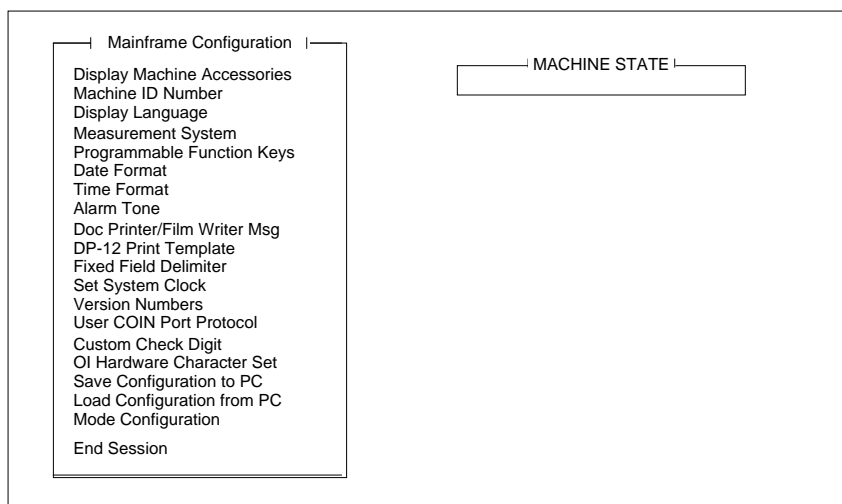 Mainframe Configuration
MACHINE STATE
Display Machine Accessories
Machine ID Number
Display Language
Measurement System
Programmable Function Keys
Date Format
Time Format
Alarm Tone
Doc Printer/Film Writer Msg
DP-12 Print Template
Fixed Field Delimiter
Set System Clock
Version Numbers
User COIN Port Protocol
Custom Check Digit
OI Hardware Character Set
Save Configuration to PC
Load Configuration from PC
Mode Configuration
End Session